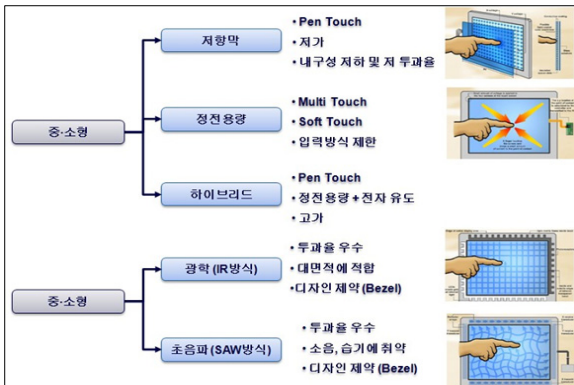 저항막
• Pen Touch
• 저가
• 내구성 저하 및 저 투과율
중·소형
정전용량
• Multi Touch
• Soft Touch
• 입력방식 제한
하이브리드
• Pen Touch
• 정전용량 + 전자 유도
• 고가
중·소형
광학 (IR방식)
• 투과율 우수
• 대면적에 적합
•디자인 제약 (Bezel)
초음파 (SAW방식)
• 투과율 우수
• 소음, 습기에 취약
• 디자인 제약 (Bezel)